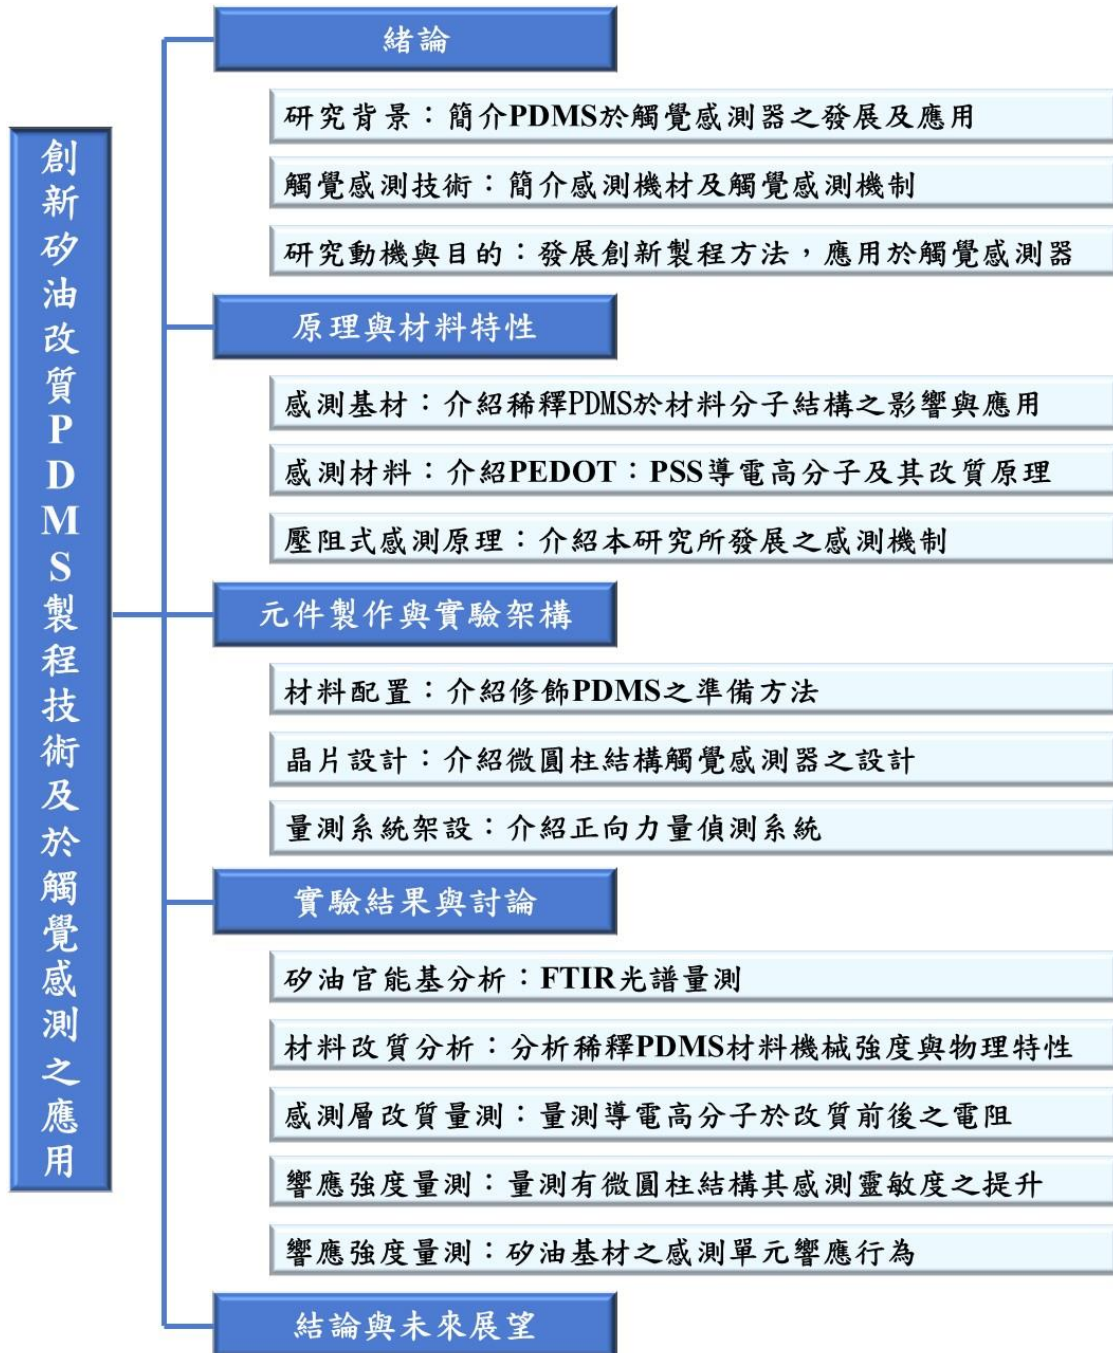 創新矽油改質PDMS製程技術及於觸覺感測之應用
緒論
研究背景：簡介PDMS於觸覺感測器之發展及應用
觸覺感測技術：簡介感測機材及觸覺感測機制
研究動機與目的：發展創新製程方法，應用於觸覺感測器
原理與材料特性
感測基材：介紹稀釋PDMS於材料分子結構之影響與應用
感測材料：介紹PEDOT：PSS導電高分子及其改質原理
壓阻式感測原理：介紹本研究所發展之感測機制
元件製作與實驗架構
材料配置：介紹修飾PDMS之準備方法
晶片設計：介紹微圓柱結構觸覺感測器之設計
量測系統架設：介紹正向力量偵測系統
實驗結果與討論
矽油官能基分析：FTIR光譜量測
材料改質分析：分析稀釋PDMS材料機械強度與物理特性
感測層改質量測：量測導電高分子於改質前後之電阻
響應強度量測：量測有微圓柱結構其感測靈敏度之提升
響應強度量測：矽油基材之感測單元響應行為
結論與未來展望